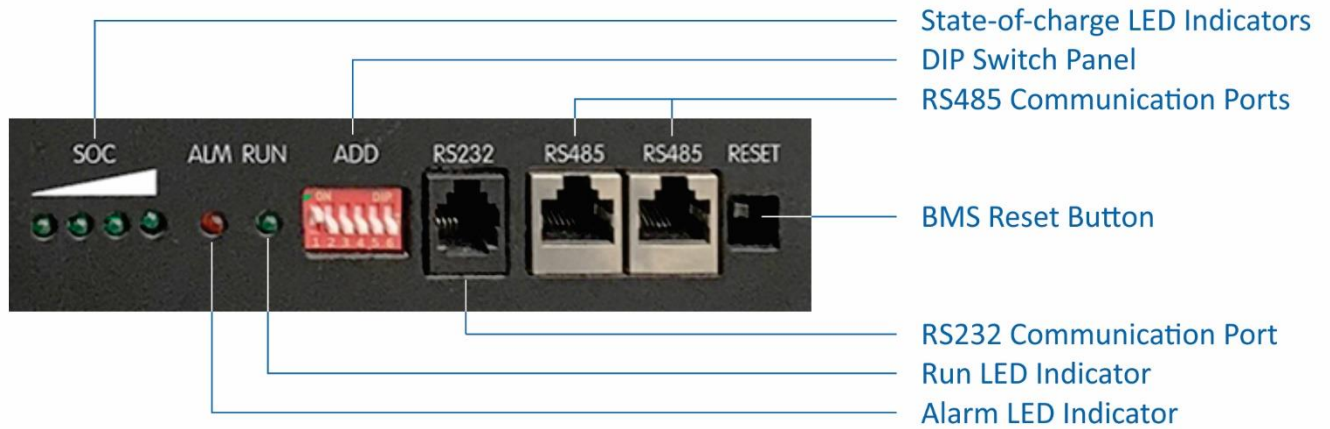 State-of-charge LED Indicators
DIP Switch Panel
RS485 Communication Ports
SOC ALM RUN ADD RS232 RS485 RS485 RESET
ON DIP
1 2 3 4 5 6
BMS Reset Button
RS232 Communication Port
Run LED Indicator
Alarm LED Indicator